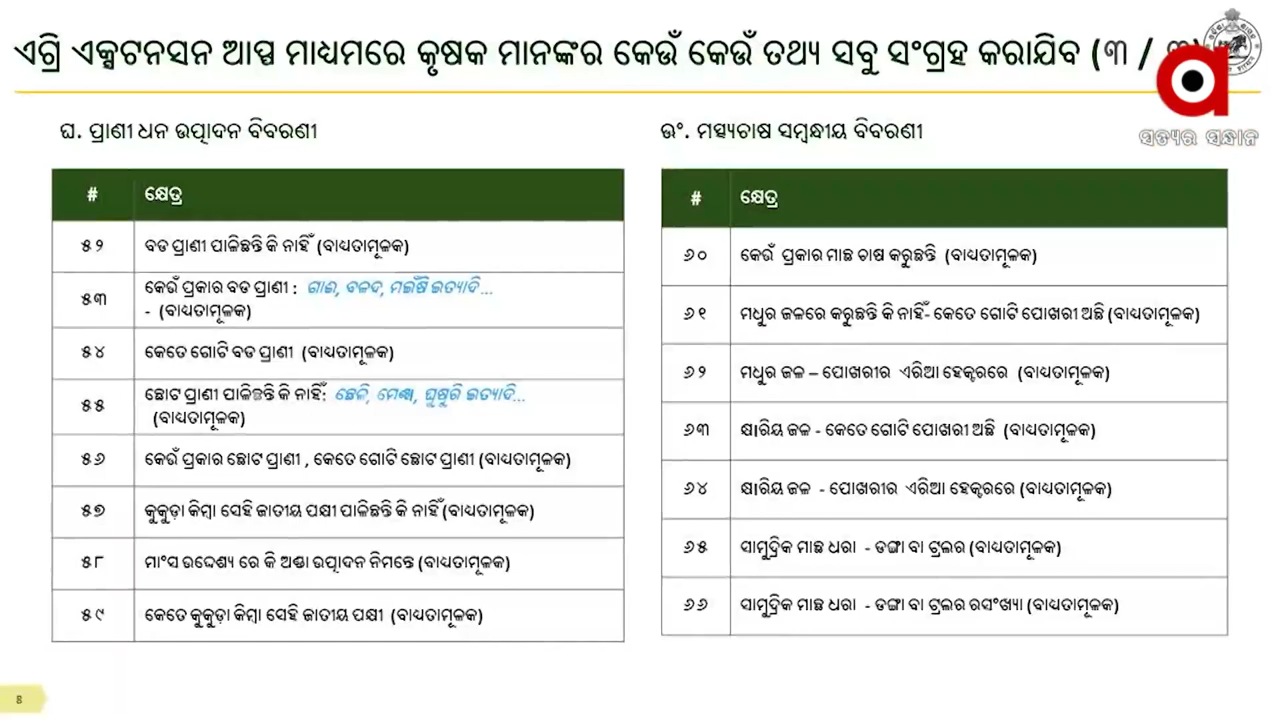 ଏଗ୍ରି ଏକ୍ସଟେନସନ ଆପ୍ପ ମାଧ୍ୟମରେ କୃଷକ ମାନଙ୍କର କେଉଁ କେଉଁ ତଥ୍ୟ ସବୁ ସଂଗ୍ରହ କରାଯିବ (୩ /
ସତ୍ୟର ସନ୍ଧାନ
ଘ. ପ୍ରାଣୀ ଧନ ଉତ୍ପାଦନ ବିବରଣୀ
# କ୍ଷେତ୍ର
୫୨ ବଡ ପ୍ରାଣୀ ପାଳିଛନ୍ତି କି ନାହିଁ (ବାଧ୍ୟତାମୂଳକ)
୫୩ କେଉଁ ପ୍ରକାର ବଡ ପ୍ରାଣୀ : ଗାଈ, ବଳଦ, ମଇଁଷି ଇତ୍ୟାଦି...
- (ବାଧ୍ୟତାମୂଳକ)
୫୪ କେତେ ଗୋଟି ବଡ ପ୍ରାଣୀ (ବାଧ୍ୟତାମୂଳକ)
୫୫ ଛୋଟ ପ୍ରାଣୀ ପାଳିଛନ୍ତି କି ନାହିଁ: ଛେଳି, ମେଣ୍ଢା, ଘୁଷୁରି ଇତ୍ୟାଦି...
(ବାଧ୍ୟତାମୂଳକ)
୫୬ କେଉଁ ପ୍ରକାର ଛୋଟ ପ୍ରାଣୀ , କେତେ ଗୋଟି ଛୋଟ ପ୍ରାଣୀ (ବାଧ୍ୟତାମୂଳକ)
୫୭ କୁକୁଡ଼ା କିମ୍ବା ସେହି ଜାତୀୟ ପକ୍ଷୀ ପାଳିଛନ୍ତି କି ନାହିଁ (ବାଧ୍ୟତାମୂଳକ)
୫୮ ମାଂସ ଉଦ୍ଦେଶ୍ୟ ରେ କି ଅଣ୍ଡା ଉତ୍ପାଦନ ନିମନ୍ତେ (ବାଧ୍ୟତାମୂଳକ)
୫୯ କେତେ କୁକୁଡ଼ା କିମ୍ବା ସେହି ଜାତୀୟ ପକ୍ଷୀ (ବାଧ୍ୟତାମୂଳକ)
ଙ. ମତ୍ସ୍ୟଚାଷ ସମ୍ବନ୍ଧୀୟ ବିବରଣୀ
# କ୍ଷେତ୍ର
୬୦ କେଉଁ ପ୍ରକାର ମାଛ ଚାଷ କରୁଛନ୍ତି (ବାଧ୍ୟତାମୂଳକ)
୬୧ ମଧୁର ଜଳରେ କରୁଛନ୍ତି କି ନାହିଁ- କେତେ ଗୋଟି ପୋଖରୀ ଅଛି (ବାଧ୍ୟତାମୂଳକ)
୬୨ ମଧୁର ଜଳ – ପୋଖରୀର ଏରିଆ ହେକ୍ଟରରେ (ବାଧ୍ୟତାମୂଳକ)
୬୩ କ୍ଷାରିୟ ଜଳ - କେତେ ଗୋଟି ପୋଖରୀ ଅଛି (ବାଧ୍ୟତାମୂଳକ)
୬୪ କ୍ଷାରିୟ ଜଳ - ପୋଖରୀର ଏରିଆ ହେକ୍ଟରରେ (ବାଧ୍ୟତାମୂଳକ)
୬୫ ସାମୁଦ୍ରିକ ମାଛ ଧରା - ଡଙ୍ଗା ବା ଟ୍ରଲର (ବାଧ୍ୟତାମୂଳକ)
୬୬ ସାମୁଦ୍ରିକ ମାଛ ଧରା - ଡଙ୍ଗା ବା ଟ୍ରଲର ରସଂଖ୍ୟା (ବାଧ୍ୟତାମୂଳକ)
8